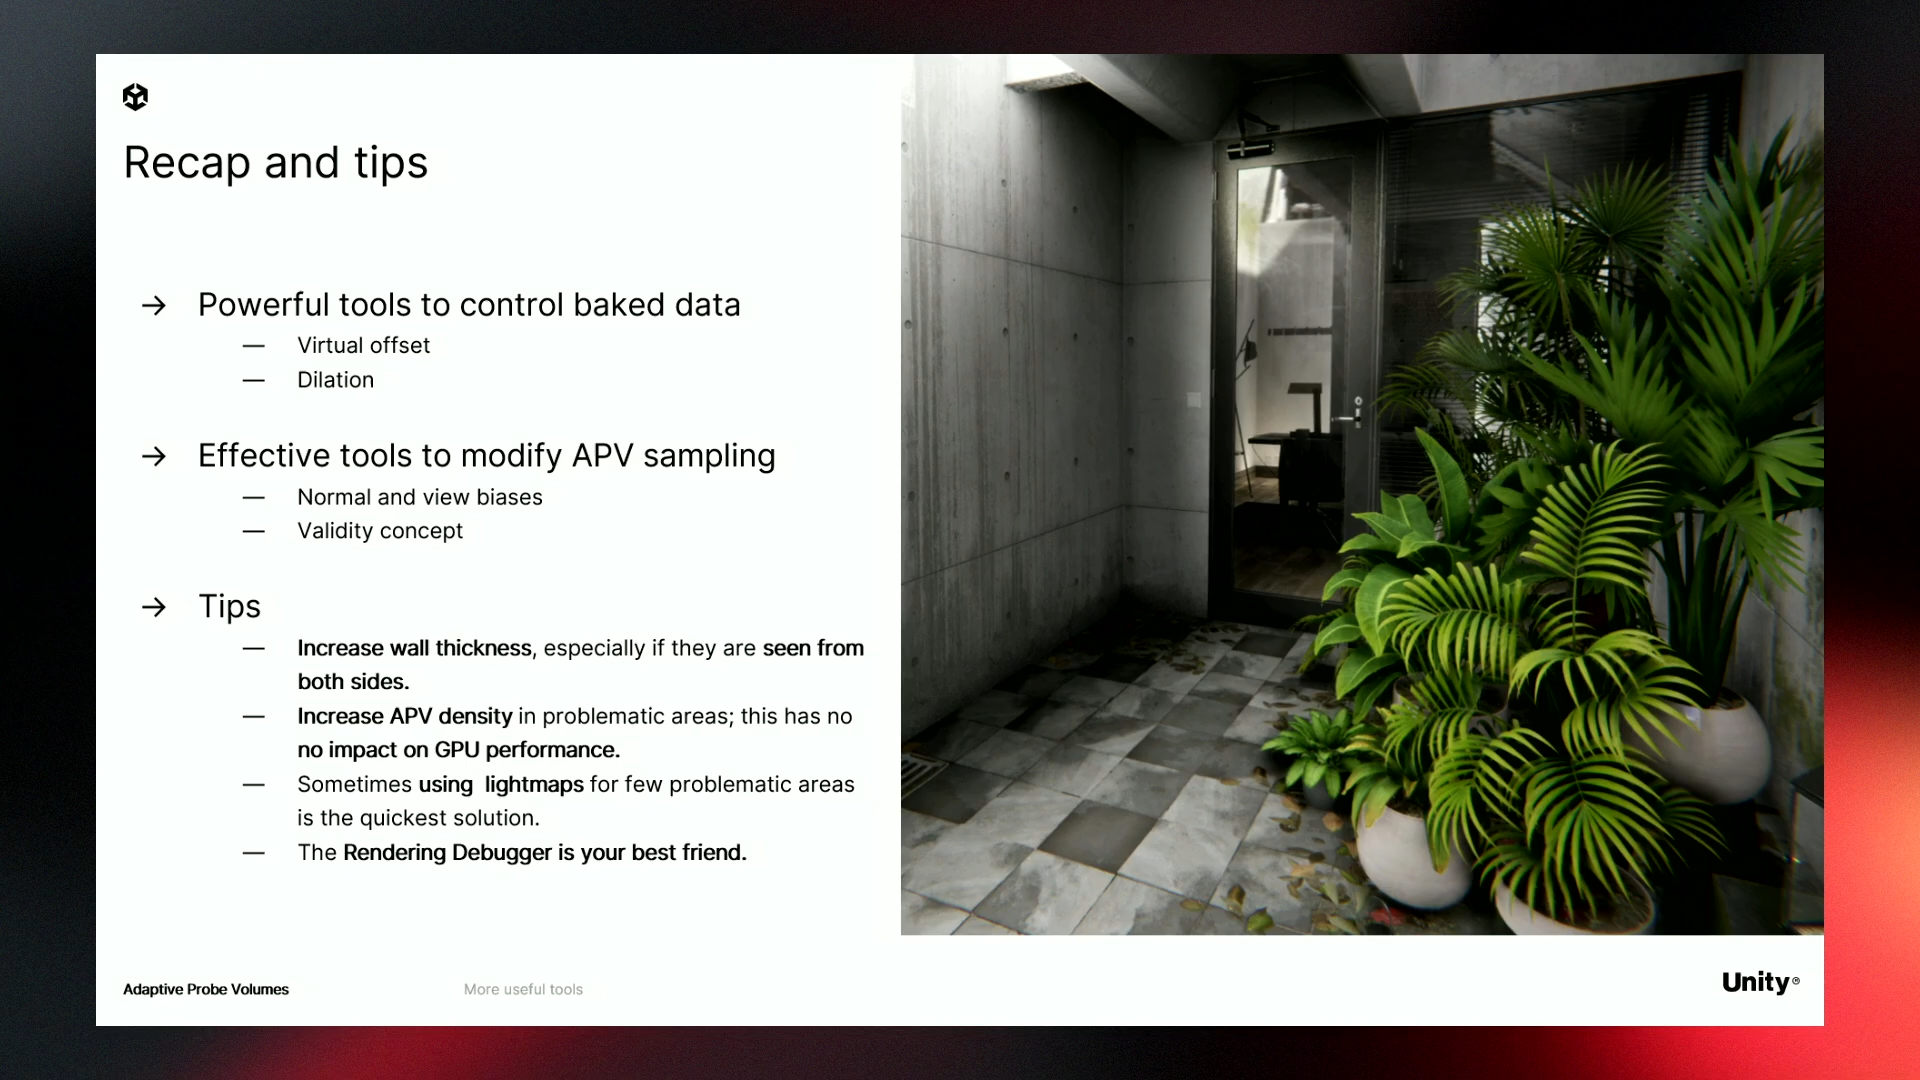 Recap and tips
→ Powerful tools to control baked data
— Virtual offset
— Dilation
→ Effective tools to modify APV sampling
— Normal and view biases
— Validity concept
→ Tips
— Increase wall thickness, especially if they are seen from
both sides.
— Increase APV density in problematic areas; this has no
no impact on GPU performance.
— Sometimes using  lightmaps for few problematic areas
is the quickest solution.
— The Rendering Debugger is your best friend.
Adaptive Probe Volumes
More useful tools
Unity®